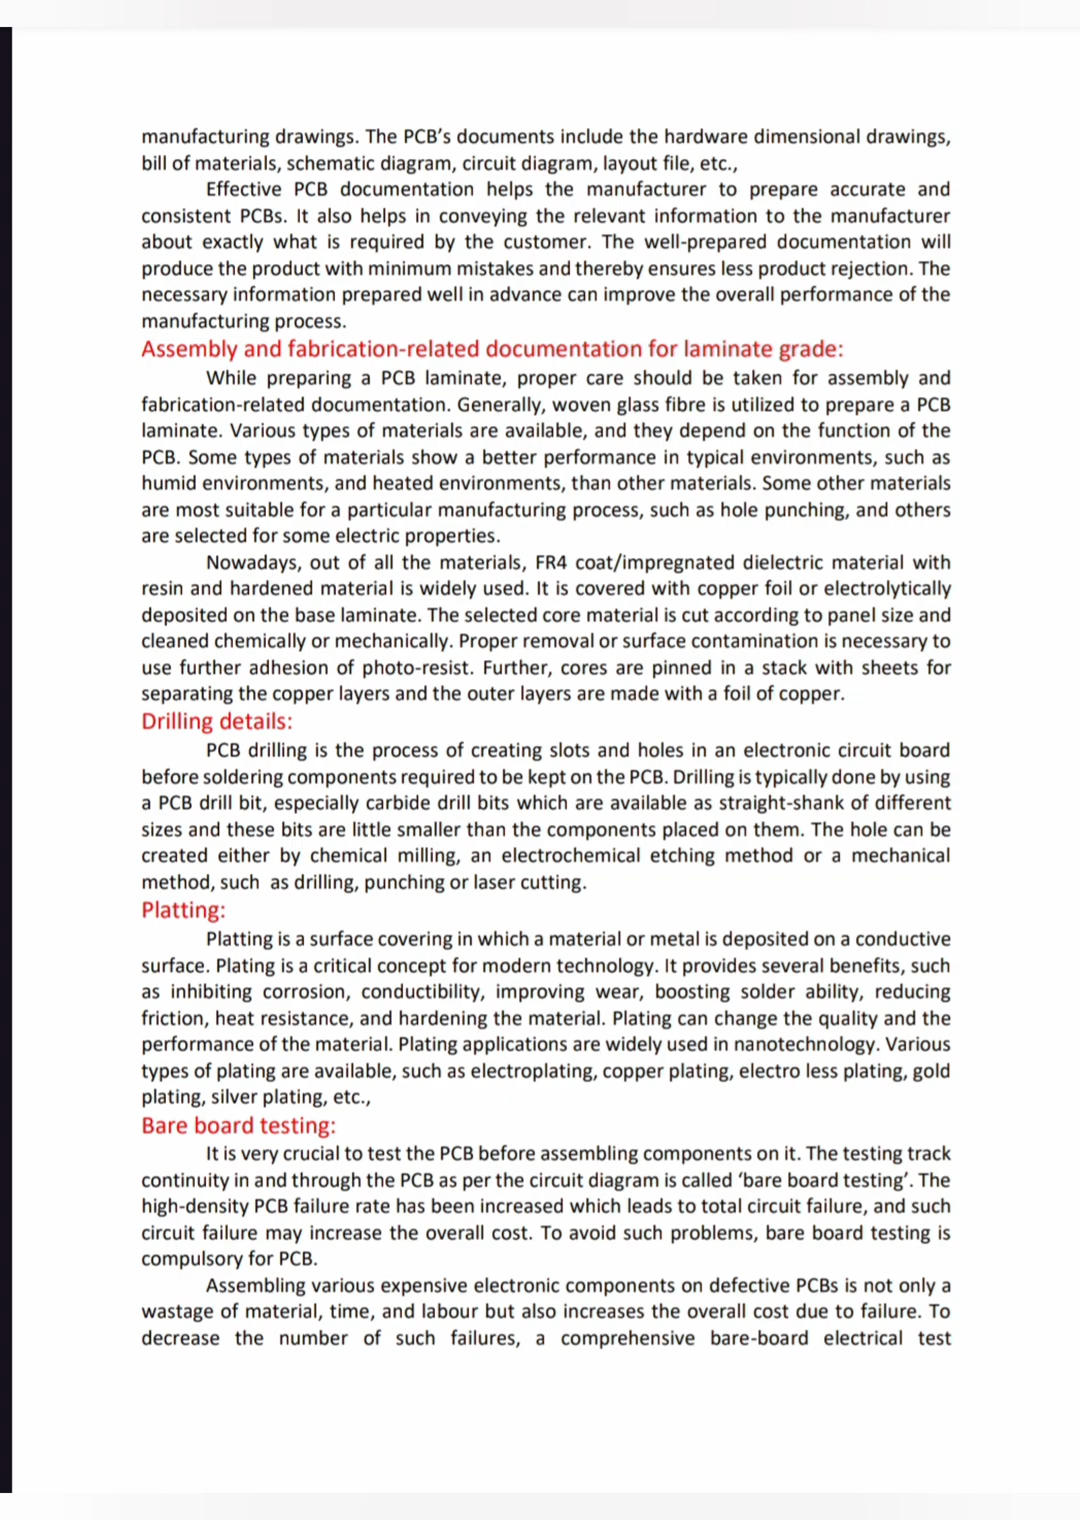 manufacturing drawings. The PCB's documents include the hardware dimensional drawings,
bill of materials, schematic diagram, circuit diagram, layout file, etc.,
Effective PCB documentation helps the manufacturer to prepare accurate and
consistent PCBs. It also helps in conveying the relevant information to the manufacturer
about exactly what is required by the customer. The well-prepared documentation will
produce the product with minimum mistakes and thereby ensures less product rejection. The
necessary information prepared well in advance can improve the overall performance of the
manufacturing process.
Assembly and fabrication-related documentation for laminate grade:
While preparing a PCB laminate, proper care should be taken for assembly and
fabrication-related documentation. Generally, woven glass fibre is utilized to prepare a PCB
laminate. Various types of materials are available, and they depend on the function of the
PCB. Some types of materials show a better performance in typical environments, such as
humid environments, and heated environments, than other materials. Some other materials
are most suitable for a particular manufacturing process, such as hole punching, and others
are selected for some electric properties.
Nowadays, out of all the materials, FR4 coat/impregnated dielectric material with
resin and hardened material is widely used. It is covered with copper foil or electrolytically
deposited on the base laminate. The selected core material is cut according to panel size and
cleaned chemically or mechanically. Proper removal or surface contamination is necessary to
use further adhesion of photo-resist. Further, cores are pinned in a stack with sheets for
separating the copper layers and the outer layers are made with a foil of copper.
Drilling details:
PCB drilling is the process of creating slots and holes in an electronic circuit board
before soldering components required to be kept on the PCB. Drilling is typically done by using
a PCB drill bit, especially carbide drill bits which are available as straight-shank of different
sizes and these bits are little smaller than the components placed on them. The hole can be
created either by chemical milling, an electrochemical etching method or a mechanical
method, such as drilling, punching or laser cutting.
Platting:
Platting is a surface covering in which a material or metal is deposited on a conductive
surface. Plating is a critical concept for modern technology. It provides several benefits, such
as inhibiting corrosion, conductibility, improving wear, boosting solder ability, reducing
friction, heat resistance, and hardening the material. Plating can change the quality and the
performance of the material. Plating applications are widely used in nanotechnology. Various
types of plating are available, such as electroplating, copper plating, electro less plating, gold
plating, silver plating, etc.,
Bare board testing:
It is very crucial to test the PCB before assembling components on it. The testing track
continuity in and through the PCB as per the circuit diagram is called ‘bare board testing’. The
high-density PCB failure rate has been increased which leads to total circuit failure, and such
circuit failure may increase the overall cost. To avoid such problems, bare board testing is
compulsory for PCB.
Assembling various expensive electronic components on defective PCBs is not only a
wastage of material, time, and labour but also increases the overall cost due to failure. To
decrease the number of such failures, a comprehensive bare-board electrical test